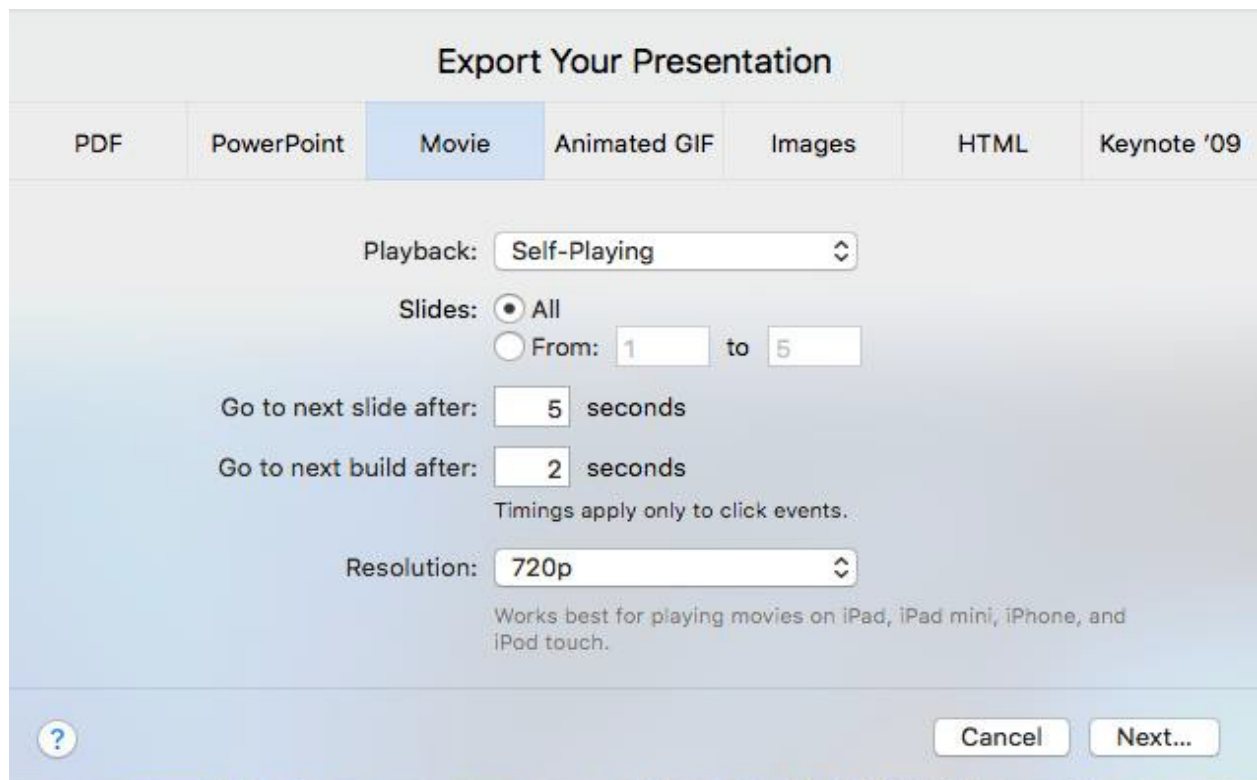 Export Your Presentation
PDF PowerPoint Movie Animated GIF Images HTML Keynote ’09
Playback: Self-Playing
Slides: All
From: 1 to 5
Go to next slide after: 5 seconds
Go to next build after: 2 seconds
Timings apply only to click events.
Resolution: 720p
Works best for playing movies on iPad, iPad mini, iPhone, and
iPod touch.
? Cancel Next...